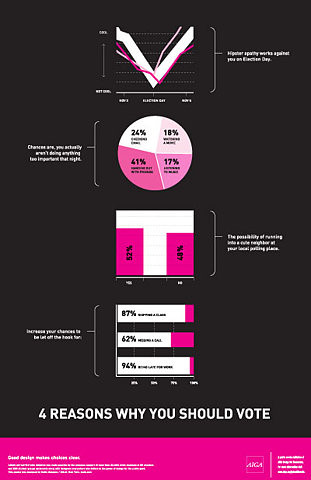 COOL
NOT COOL
NOV 3
ELECTION DAY
NOV 5
Hipster apathy works against
you on Election Day.
Chances are, you actually
aren't doing anything
too important that night.
24%
CHECKING
EMAIL
18%
WATCHING
A MOVIE
41%
HANGING OUT
WITH FRIENDS
17%
LISTENING
TO MUSIC
52%
48%
YES
NO
The possibility of running
into a cute neighbor at
your local polling place.
Increase your chances to
be let off the hook for:
87% SKIPPING A CLASS
62% MISSING A CALL
94% BEING LATE FOR WORK
25%
50%
75%
100%
4 REASONS WHY YOU SHOULD VOTE
Good design makes choices clear.
AIGA